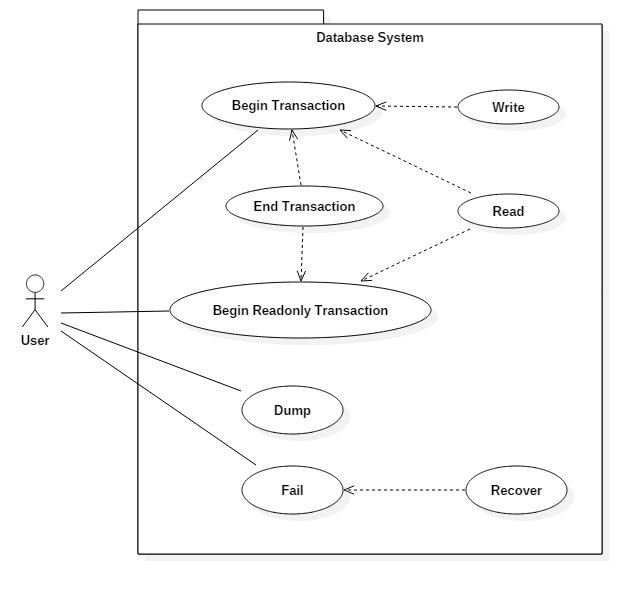 Database System
Begin Transaction
Write
End Transaction
Read
User
Begin Readonly Transaction
Dump
Fail
Recover